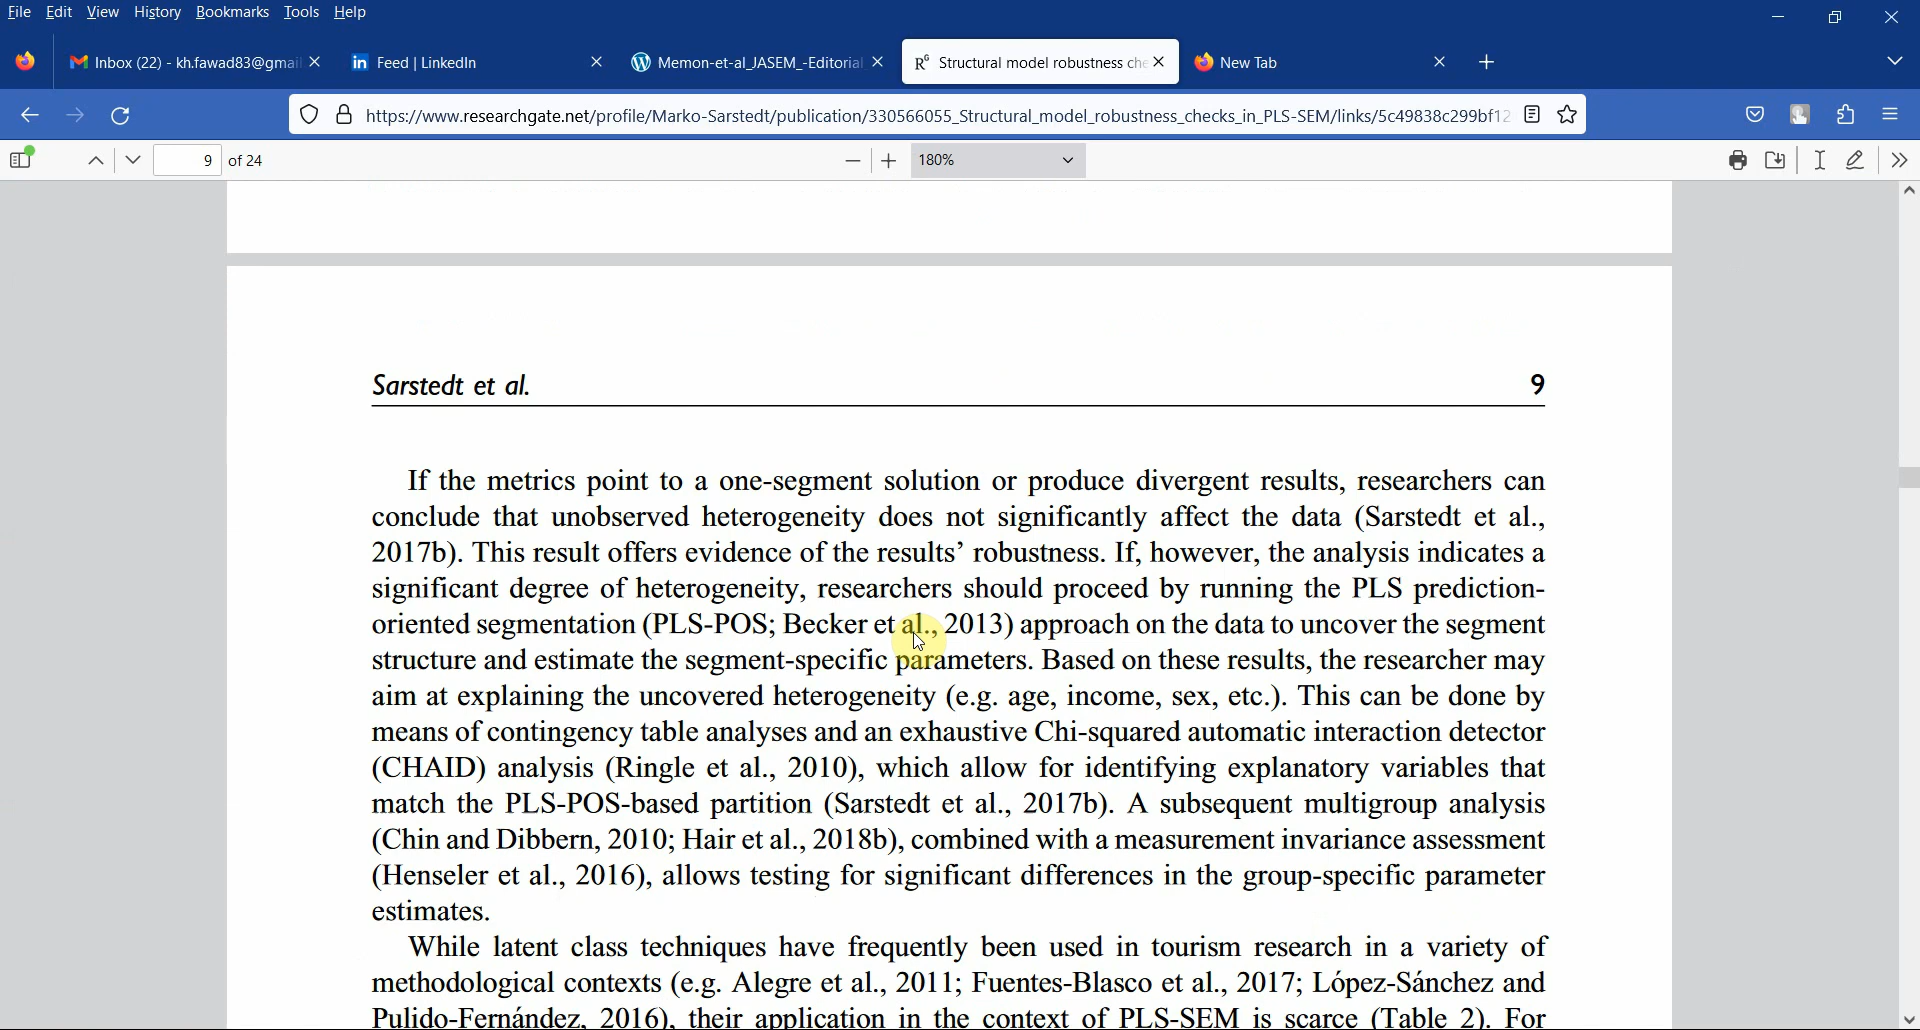 File Edit View History Bookmarks Tools Help
Inbox (22) - kh.fawad83@gmai
Feed | LinkedIn
Memon-et-al_JASEM_-Editorial
Structural model robustness che
New Tab
https://www.researchgate.net/profile/Marko-Sarstedt/publication/330566055_Structural_model_robustness_checks_in_PLS-SEM/links/5c49838c299bf12
9 of 24
180%
Sarstedt et al. 9
If the metrics point to a one-segment solution or produce divergent results, researchers can
conclude that unobserved heterogeneity does not significantly affect the data (Sarstedt et al.,
2017b). This result offers evidence of the results’ robustness. If, however, the analysis indicates a
significant degree of heterogeneity, researchers should proceed by running the PLS prediction-
oriented segmentation (PLS-POS; Becker et al., 2013) approach on the data to uncover the segment
structure and estimate the segment-specific parameters. Based on these results, the researcher may
aim at explaining the uncovered heterogeneity (e.g. age, income, sex, etc.). This can be done by
means of contingency table analyses and an exhaustive Chi-squared automatic interaction detector
(CHAID) analysis (Ringle et al., 2010), which allow for identifying explanatory variables that
match the PLS-POS-based partition (Sarstedt et al., 2017b). A subsequent multigroup analysis
(Chin and Dibbern, 2010; Hair et al., 2018b), combined with a measurement invariance assessment
(Henseler et al., 2016), allows testing for significant differences in the group-specific parameter
estimates.
While latent class techniques have frequently been used in tourism research in a variety of
methodological contexts (e.g. Alegre et al., 2011; Fuentes-Blasco et al., 2017; López-Sánchez and
Pulido-Fernández, 2016), their application in the context of PLS-SEM is scarce (Table 2). For